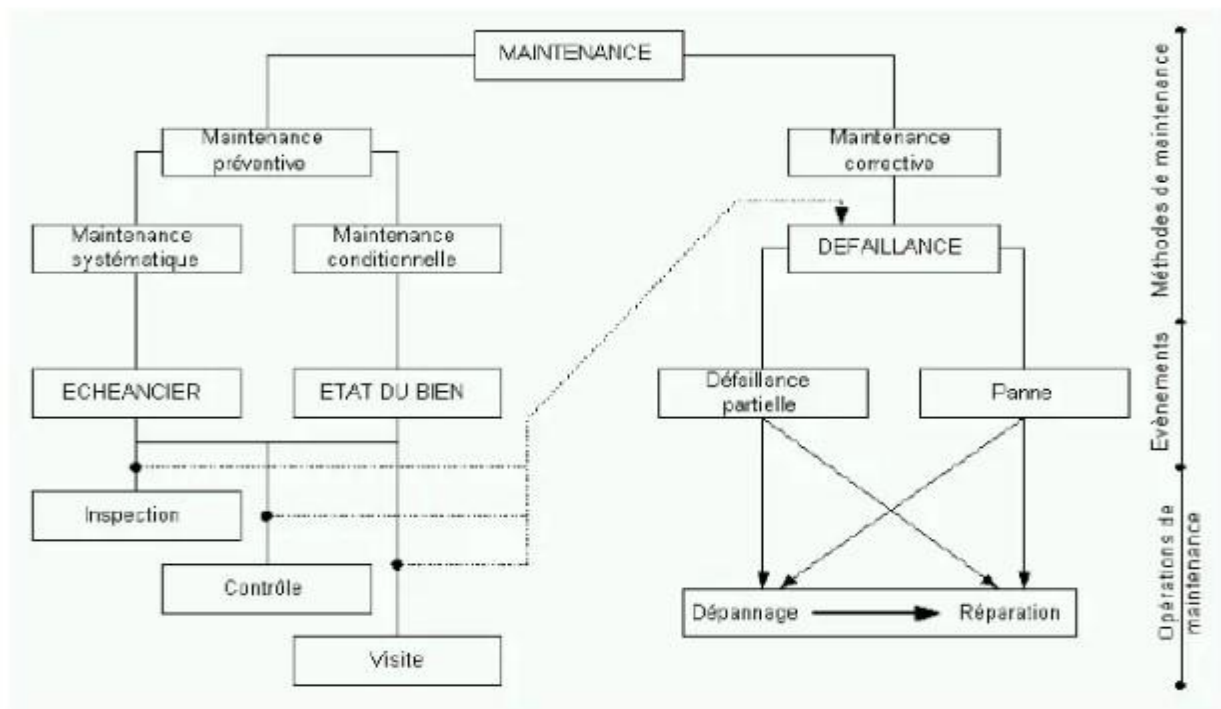 MAINTENANCE
Maintenance
préventive
Maintenance
corrective
Maintenance
systématique
Maintenance
conditionnelle
DEFAILLANCE
ECHEANCIER
ETAT DU BIEN
Défaillance
partielle
Panne
Inspection
Contrôle
Visite
Dépannage
Réparation
Méthodes de maintenance
Evènements
Opérations de
maintenance